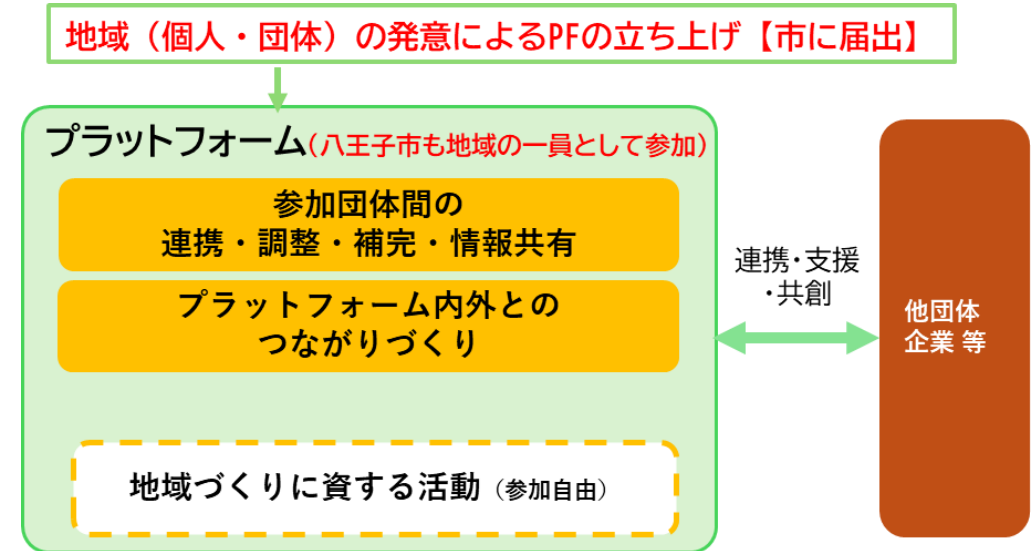 地域（個人・団体）の発意によるPFの立ち上げ【市に届出】
プラットフォーム（八王子市も地域の一員として参加）
参加団体間の
連携・調整・補完・情報共有
プラットフォーム内外との
つながりづくり
地域づくりに資する活動（参加自由）
連携・支援
・共創
他団体
企業 等